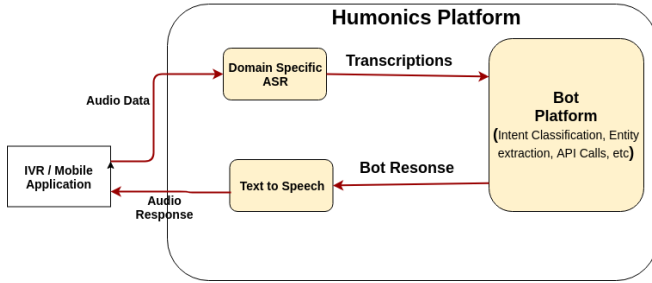 Humonics Platform
Domain Specific
ASR
Transcriptions
Audio Data
Bot
Platform
(Intent Classification, Entity
extraction, API Calls, etc)
IVR / Mobile
Application
Text to Speech
Bot Resonse
Audio
Response